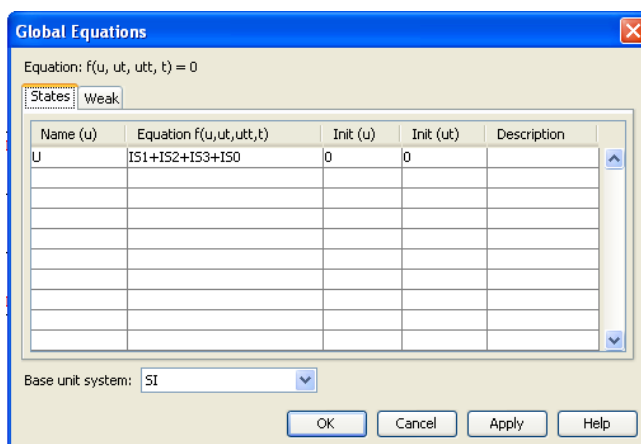 Global Equations
Equation: f(u, ut, utt, t) = 0
States Weak
Name (u) Equation f(u,ut,utt,t) Init (u) Init (ut) Description
U IS1+IS2+IS3+IS0 0 0
Base unit system: SI
OK Cancel Apply Help